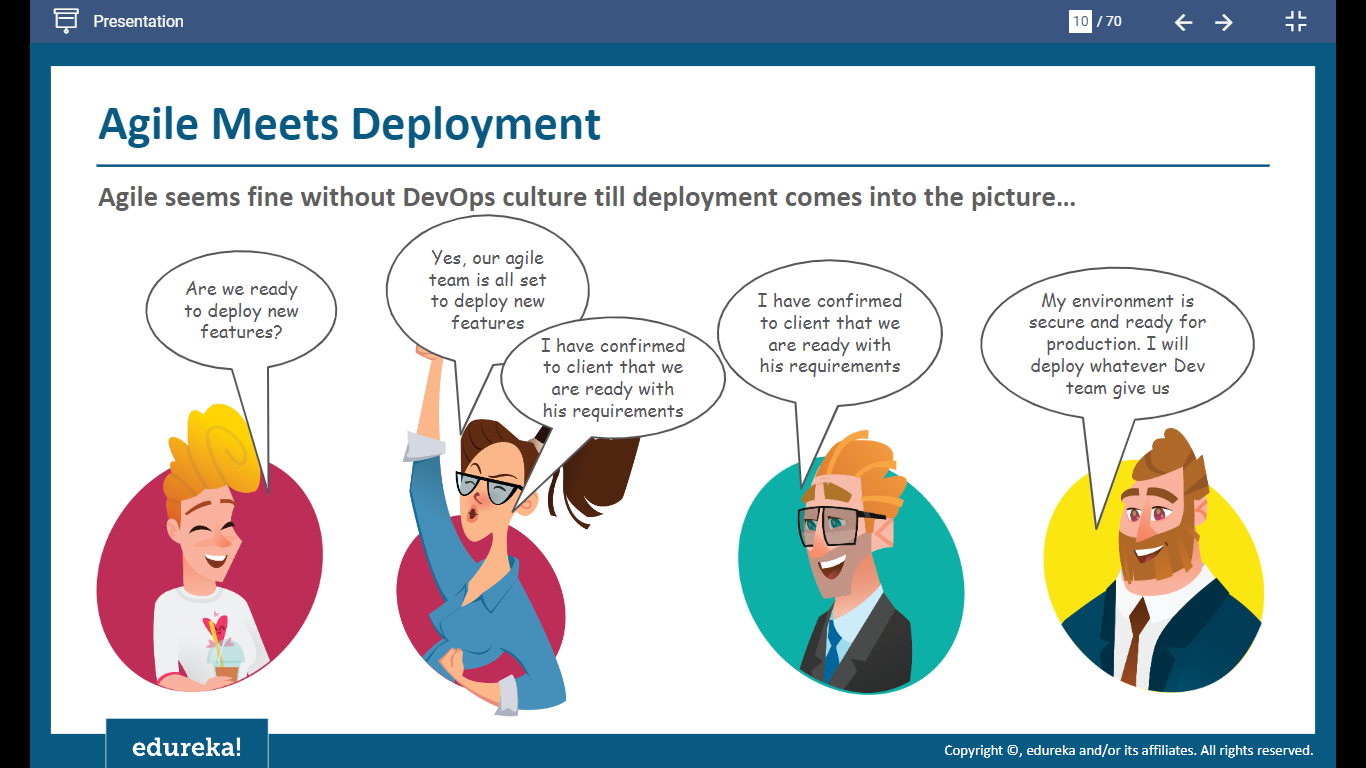 Presentation
10 / 70
Agile Meets Deployment
Agile seems fine without DevOps culture till deployment comes into the picture...
Are we ready
to deploy new
features?
Yes, our agile
team is all set
to deploy new
features
I have confirmed
to client that we
are ready with
his requirements
I have confirmed
to client that we
are ready with
his requirements
My environment is
secure and ready for
production. I will
deploy whatever Dev
team give us
edureka!
Copyright ©, edureka and/or its affiliates. All rights reserved.